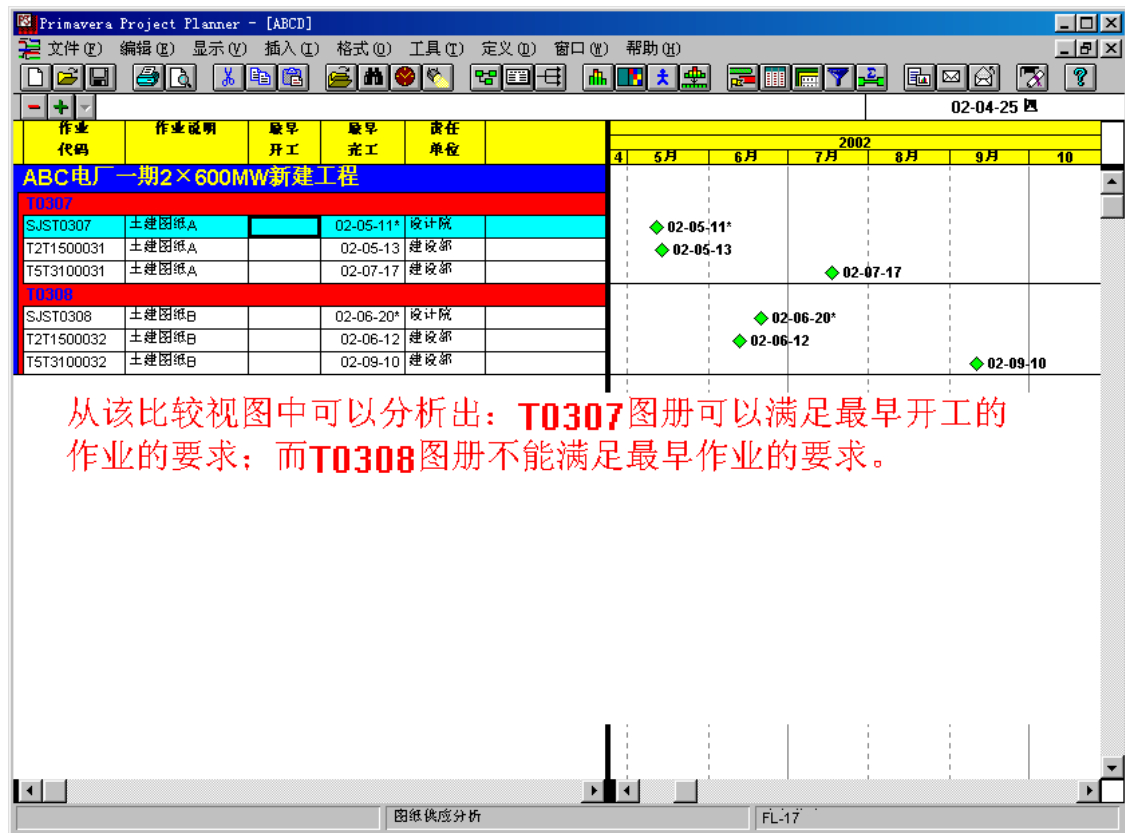 Primavera Project Planner - [ABCD]
文件(F) 编辑(E) 显示(V) 插入(I) 格式(O) 工具(T) 定义(D) 窗口(W) 帮助(H)
02-04-25 四
作业代码 作业说明 最早开工 最早完工 责任单位
2002
4 5月 6月 7月 8月 9月 10
ABC电厂一期2×600MW新建工程
T0307
SJST0307 土建图纸A 02-05-11* 设计院 02-05-11*
T2T1500031 土建图纸A 02-05-13 建设部 02-05-13
T5T3100031 土建图纸A 02-07-17 建设部 02-07-17
T0308
SJST0308 土建图纸B 02-06-20* 设计院 02-06-20*
T2T1500032 土建图纸B 02-06-12 建设部 02-06-12
T5T3100032 土建图纸B 02-09-10 建设部 02-09-10
从该比较视图中可以分析出：T0307图册可以满足最早开工的
作业的要求；而T0308图册不能满足最早作业的要求。
图纸供应分析 FL-17